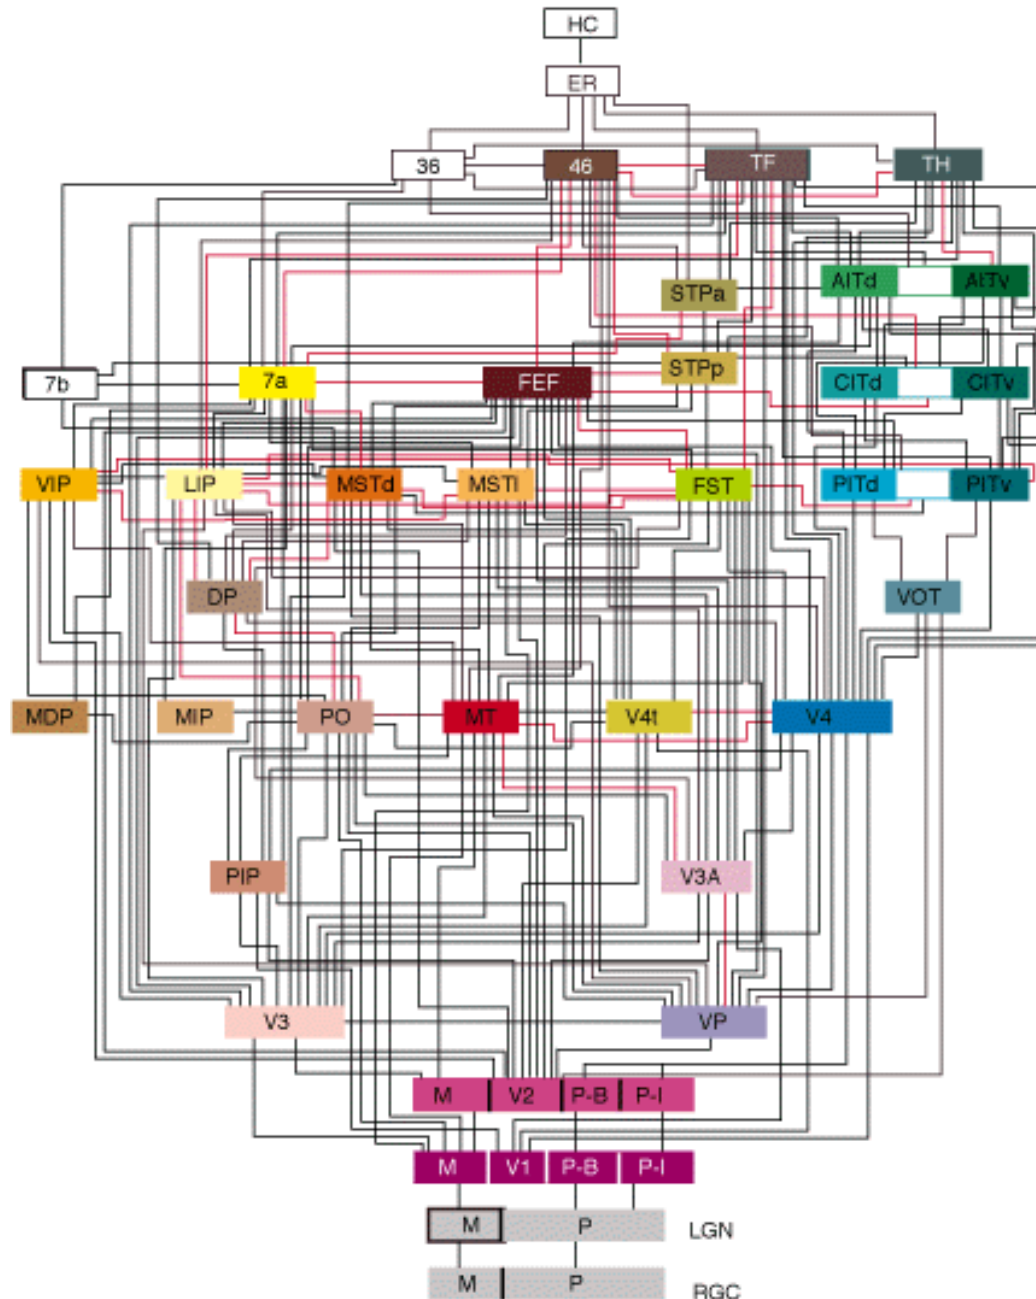 HC
ER
36 46 TF TH
STPa AITd AITv
7b 7a FEF STPp CITd CITv
VIP LIP MSTd MSTl FST PITd PITv
DP VOT
MDP MIP PO MT V4t V4
PIP V3A
V3 VP
M V2 P-B P-I
M V1 P-B P-I
M P LGN
M P RGC